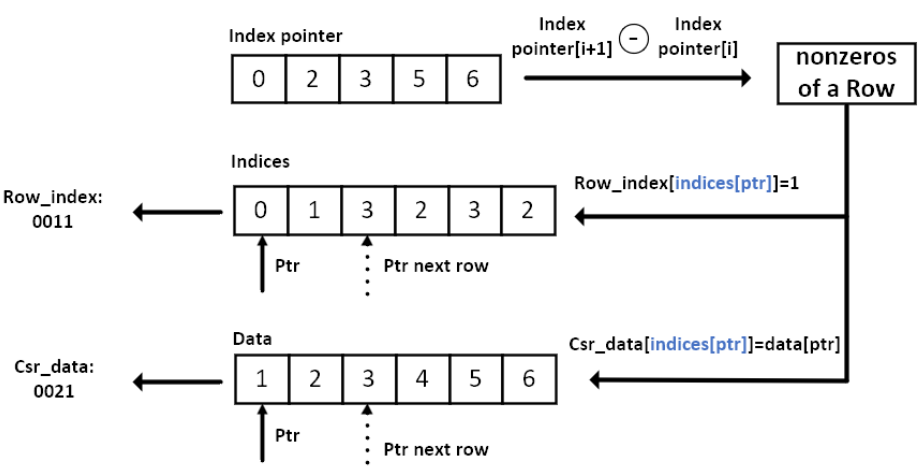 Index pointer
0 2 3 5 6
Index pointer[i+1] - Index pointer[i]
nonzeros
of a Row
Indices
0 1 3 2 3 2
Row_index[indices[ptr]]=1
Row_index:
0011
Ptr
Ptr next row
Data
1 2 3 4 5 6
Csr_data[indices[ptr]]=data[ptr]
Csr_data:
0021
Ptr
Ptr next row